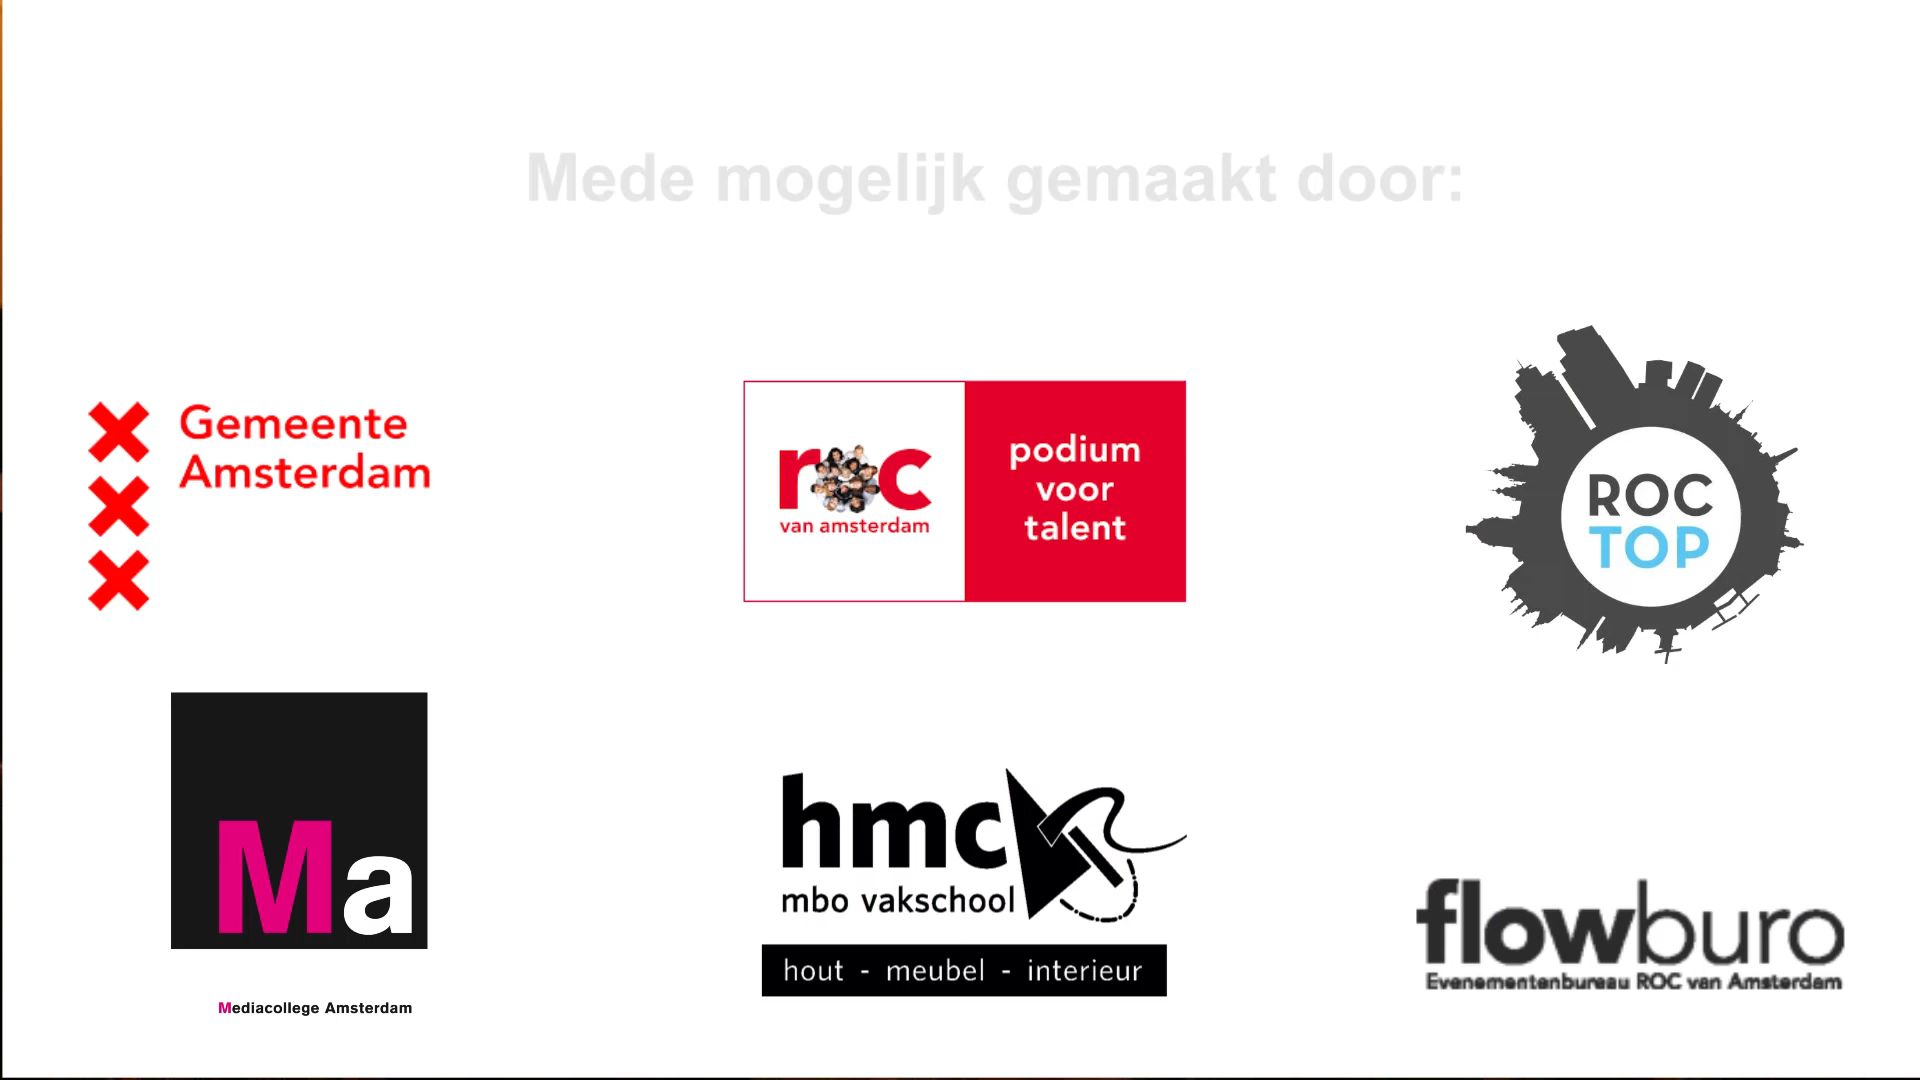 Mede mogelijk gemaakt door:
Gemeente
Amsterdam
roc
van amsterdam
podium
voor
talent
ROC
TOP
Ma
Mediacollege Amsterdam
hmc
mbo vakschool
hout - meubel - interieur
flowburo
Evenementenbureau ROC van Amsterdam